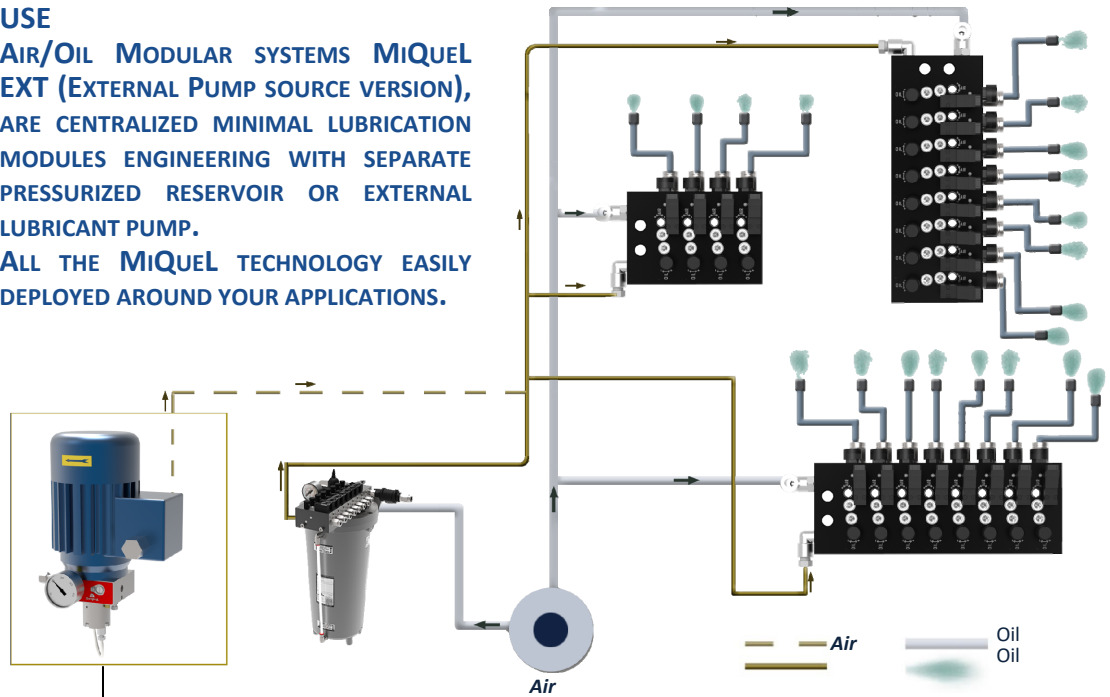 USE
AIR/OIL MODULAR SYSTEMS MIQUEL
EXT (EXTERNAL PUMP SOURCE VERSION),
ARE CENTRALIZED MINIMAL LUBRICATION
MODULES ENGINEERING WITH SEPARATE
PRESSURIZED RESERVOIR OR EXTERNAL
LUBRICANT PUMP.
ALL THE MIQUEL TECHNOLOGY EASILY
DEPLOYED AROUND YOUR APPLICATIONS.
Air
Oil
Oil
Air